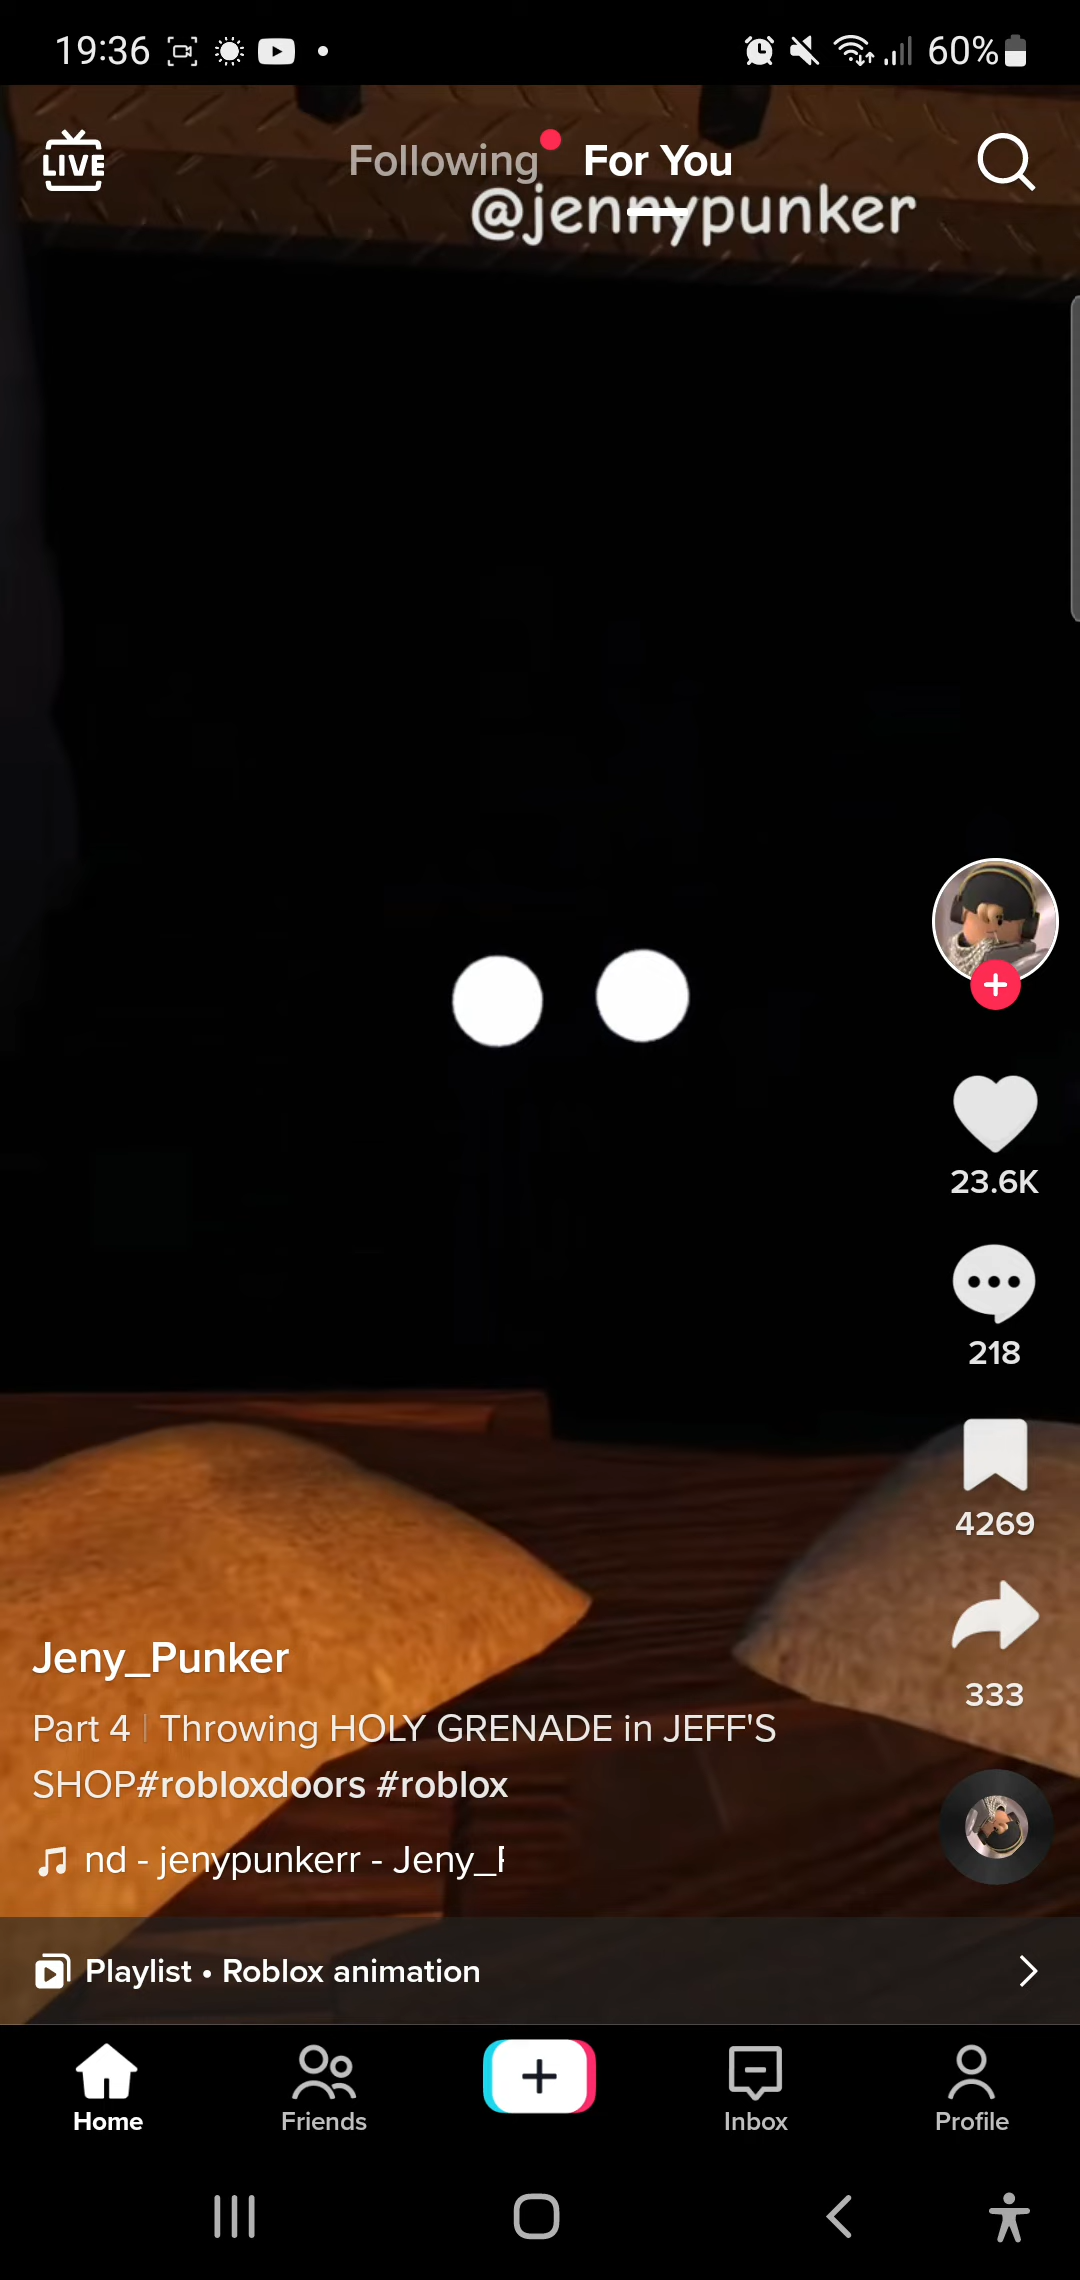 19:36
60%
LIVE
Following
For You
@jennypunker
23.6K
218
4269
333
Jeny_Punker
Part 4 | Throwing HOLY GRENADE in JEFF'S
SHOP#robloxdoors #roblox
nd - jenypunkerr - Jeny_
Playlist • Roblox animation
Home
Friends
Inbox
Profile